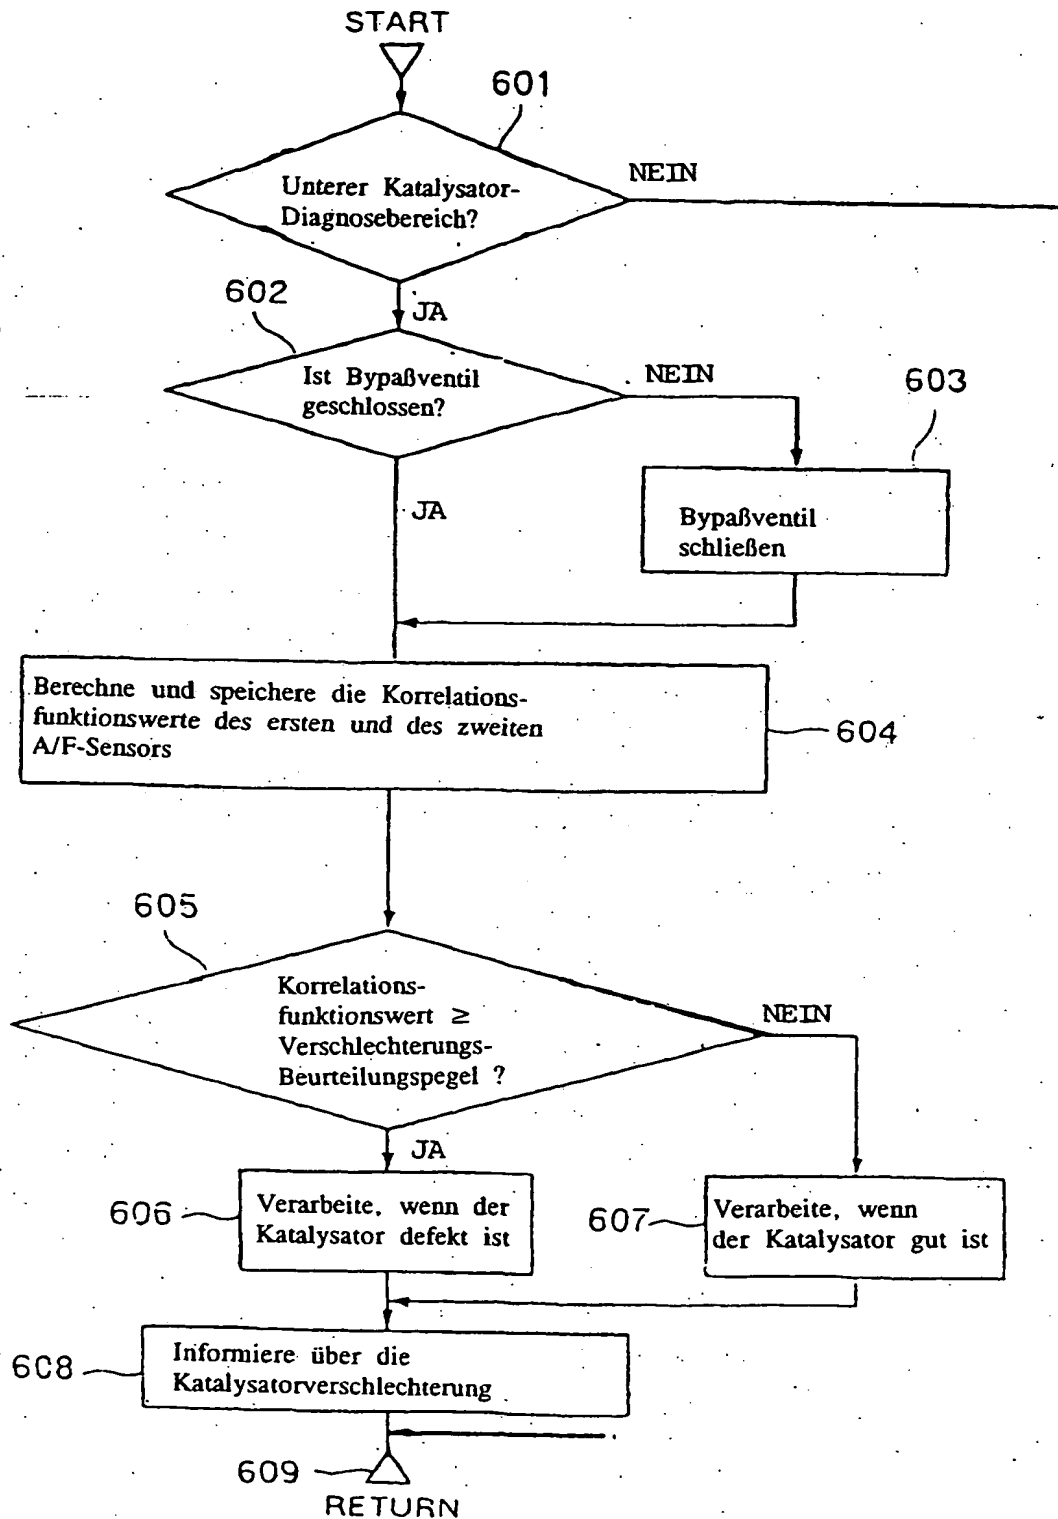 START
601
Unterer Katalysator-
Diagnosebereich?
NEIN
JA
602
Ist Bypaßventil
geschlossen?
NEIN
603
JA
Bypaßventil
schließen
Berechne und speichere die Korrelations-
funktionswerte des ersten und des zweiten
A/F-Sensors
604
605
Korrelations-
funktionswert ≥
Verschlechterungs-
Beurteilungspegel ?
NEIN
JA
606
Verarbeite, wenn der
Katalysator defekt ist
607
Verarbeite, wenn
der Katalysator gut ist
608
Informiere über die
Katalysatorverschlechterung
609
RETURN